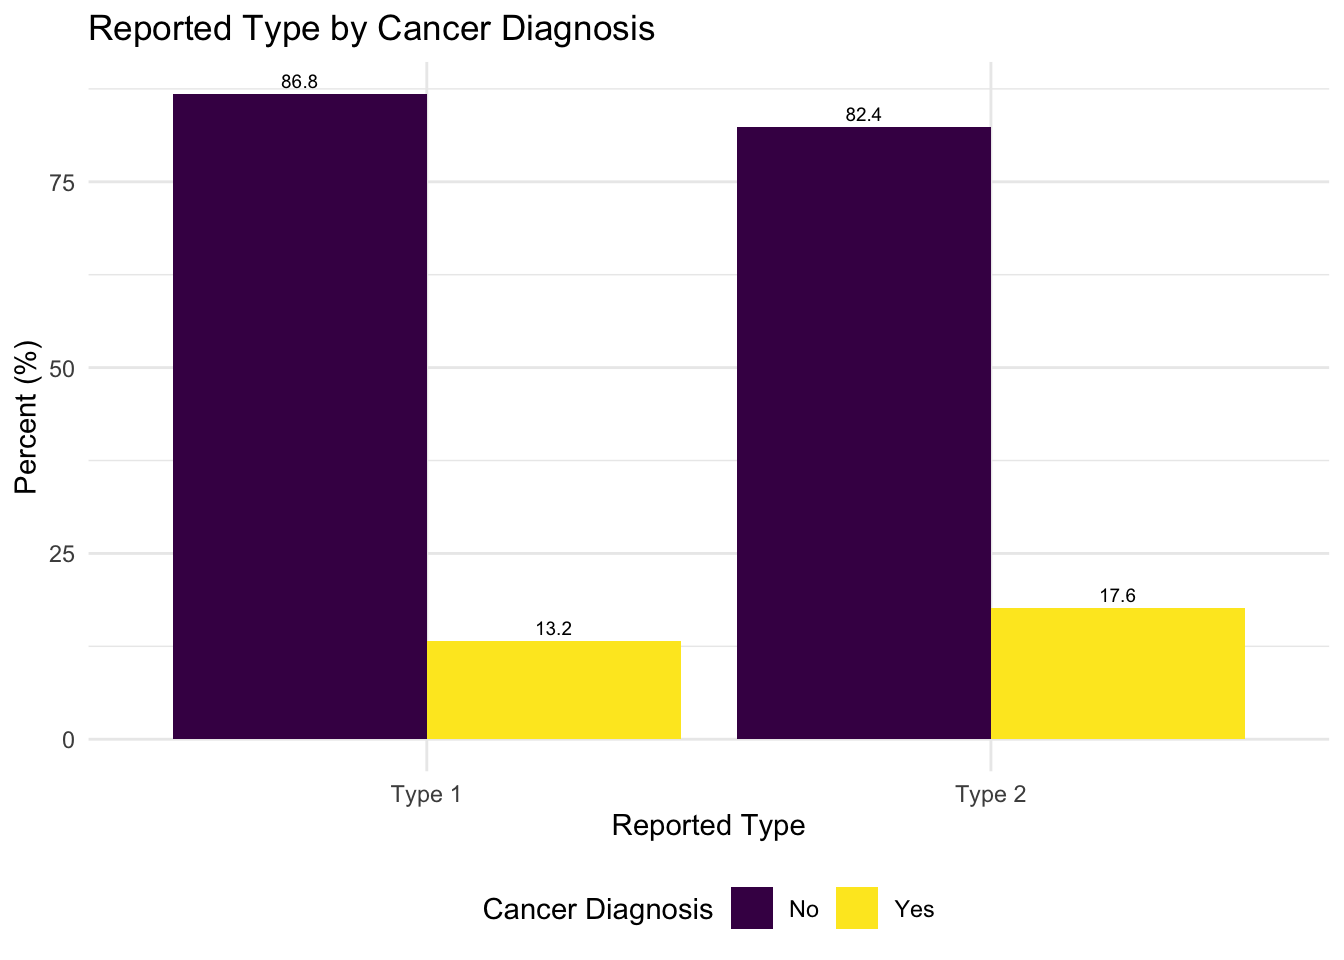 Reported Type by Cancer Diagnosis
86.8
82.4
75
Percent (%)
50
25
17.6
13.2
0
Type 1
Type 2
Reported Type
Cancer Diagnosis No Yes